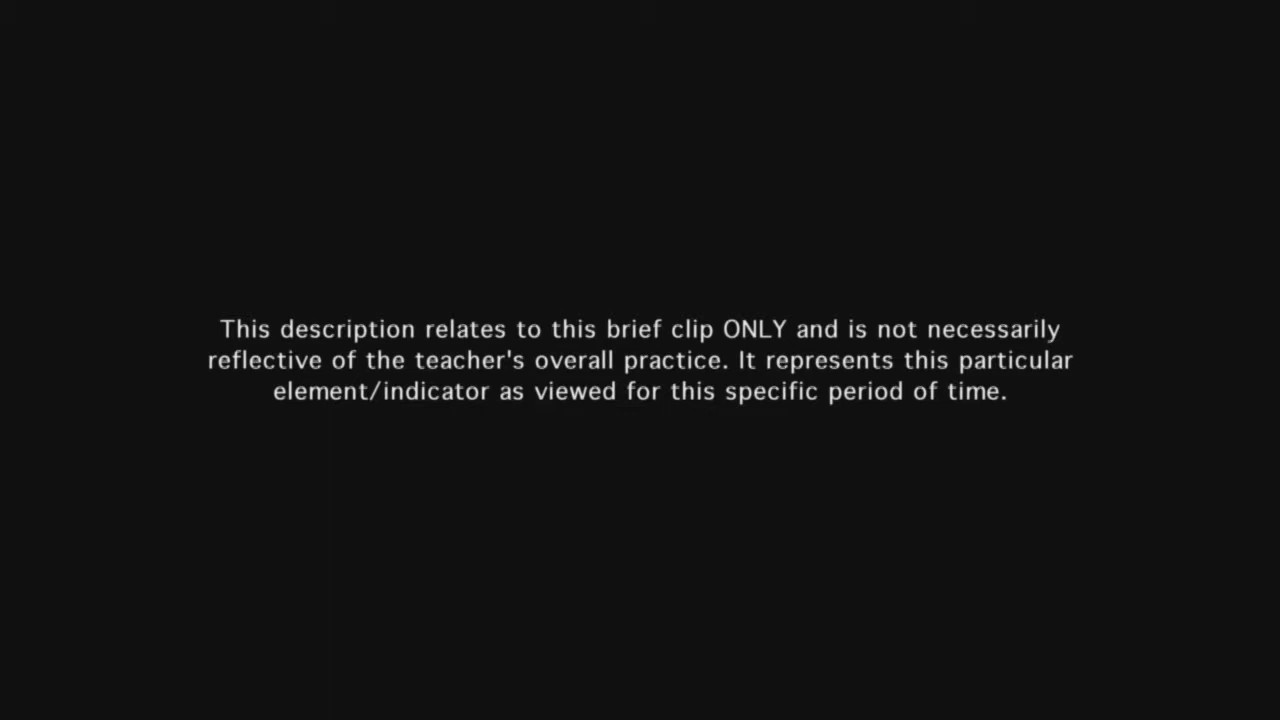 This description relates to this brief clip ONLY and is not necessarily
reflective of the teacher's overall practice. It represents this particular
element/indicator as viewed for this specific period of time.